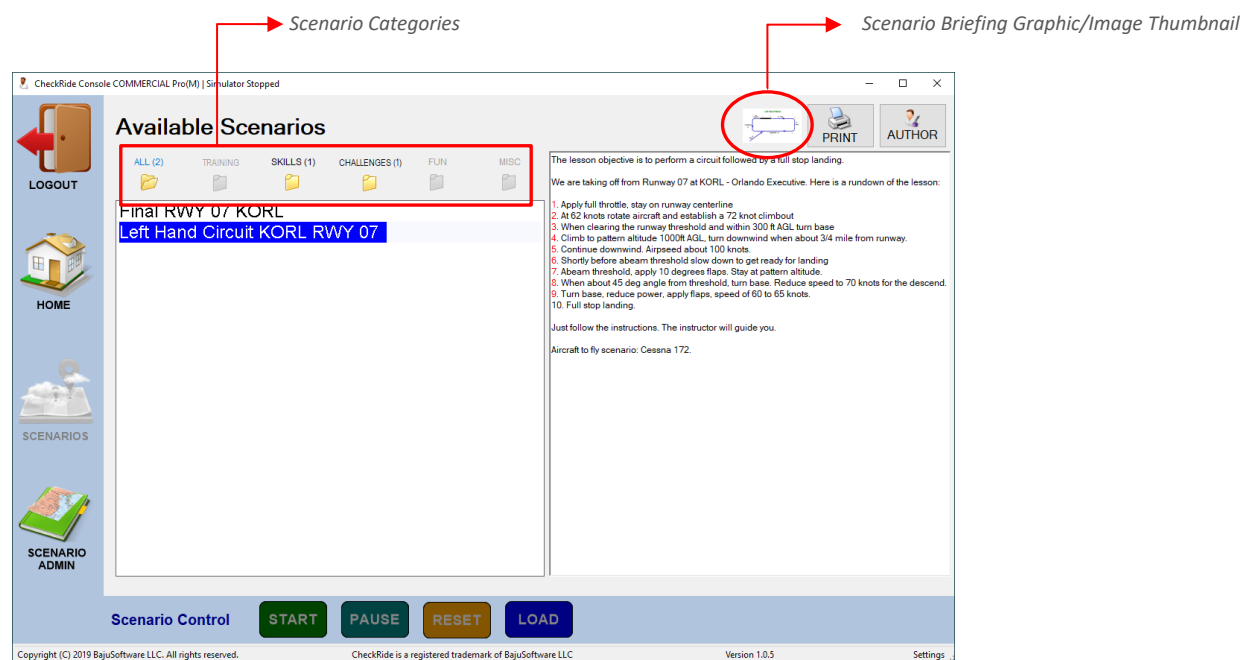 Scenario Categories
Scenario Briefing Graphic/Image Thumbnail
CheckRide Console COMMERCIAL Pro(M) | Simulator Stopped
Available Scenarios
PRINT
AUTHOR
LOGOUT
ALL (2) TRAINING SKILLS (1) CHALLENGES (1) FUN MISC
Final RWY 07 KORL
Left Hand Circuit KORL RWY 07
The lesson objective is to perform a circuit followed by a full stop landing.
We are taking off from Runway 07 at KORL - Orlando Executive. Here is a rundown of the lesson:
1. Apply full throttle, stay on runway centerline
2. At 62 knots rotate aircraft and establish a 72 knot climbout
3. When clearing the runway threshold and within 300 ft AGL turn base
4. Climb to pattern altitude 1000ft AGL, turn downwind when about 3/4 mile from runway.
5. Continue downwind. Airpseed about 100 knots.
6. Shortly before abeam threshold slow down to get ready for landing
7. Abeam threshold, apply 10 degrees flaps. Stay at pattern altitude.
8. When about 45 deg angle from threshold, turn base. Reduce speed to 70 knots for the descend.
9. Turn base, reduce power, apply flaps, speed of 60 to 65 knots.
10. Full stop landing.
Just follow the instructions. The instructor will guide you.
Aircraft to fly scenario: Cessna 172.
HOME
SCENARIOS
SCENARIO
ADMIN
Scenario Control START PAUSE RESET LOAD
Copyright (C) 2019 BajuSoftware LLC. All rights reserved. CheckRide is a registered trademark of BajuSoftware LLC Version 1.0.5 Settings